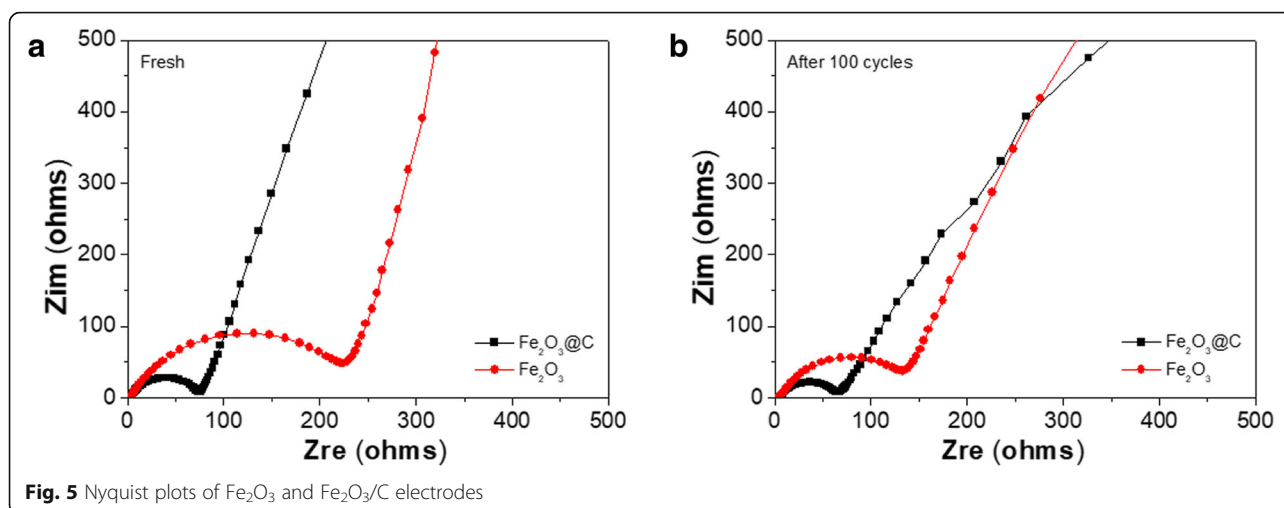 a
Fresh
500
400
300
200
100
0
Zim (ohms)
Fe₂O₃@C
Fe₂O₃
0 100 200 300 400 500
Zre (ohms)
b
After 100 cycles
500
400
300
200
100
0
Zim (ohms)
Fe₂O₃@C
Fe₂O₃
0 100 200 300 400 500
Zre (ohms)
Fig. 5 Nyquist plots of Fe₂O₃ and Fe₂O₃/C electrodes